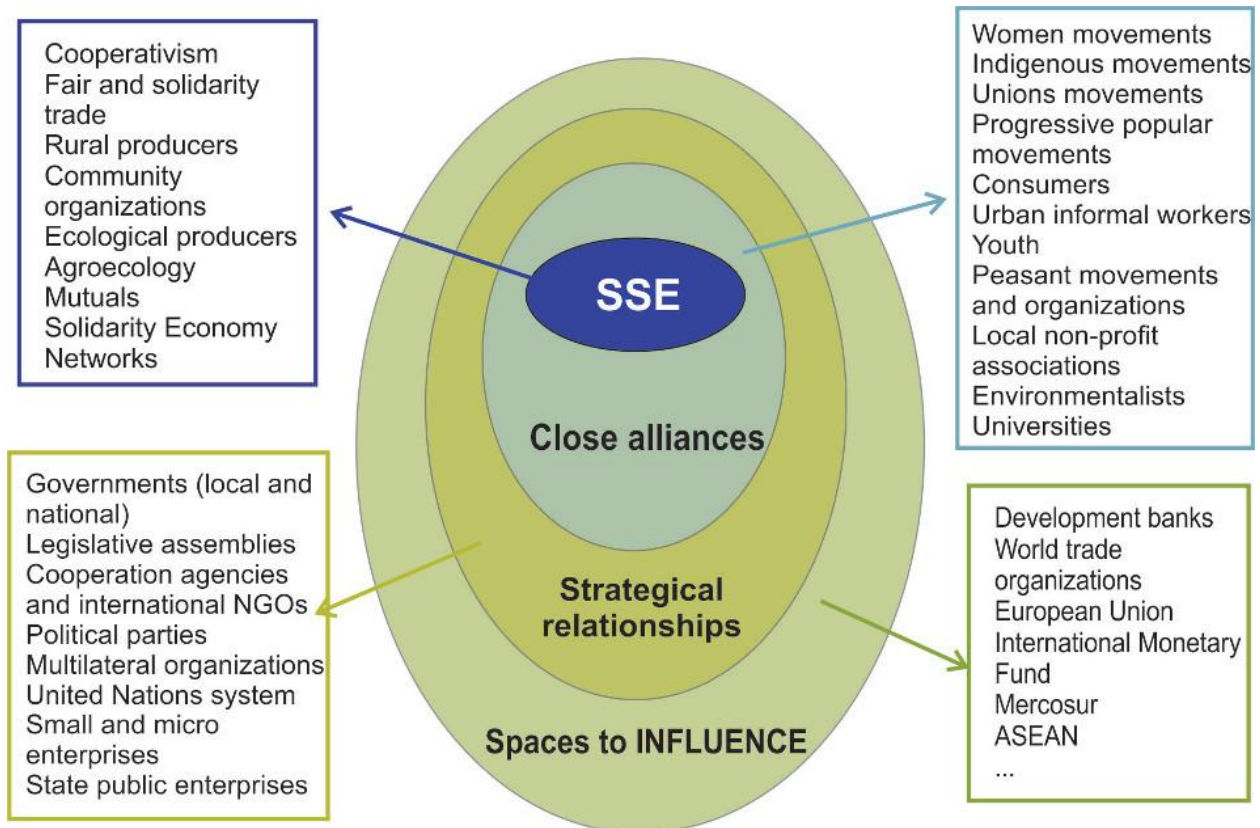 Cooperativism
Fair and solidarity
trade
Rural producers
Community
organizations
Ecological producers
Agroecology
Mutuals
Solidarity Economy
Networks
Women movements
Indigenous movements
Unions movements
Progressive popular
movements
Consumers
Urban informal workers
Youth
Peasant movements
and organizations
Local non-profit
associations
Environmentalists
Universities
SSE
Close alliances
Strategical
relationships
Spaces to INFLUENCE
Governments (local and
national)
Legislative assemblies
Cooperation agencies
and international NGOs
Political parties
Multilateral organizations
United Nations system
Small and micro
enterprises
State public enterprises
Development banks
World trade
organizations
European Union
International Monetary
Fund
Mercosur
ASEAN
...